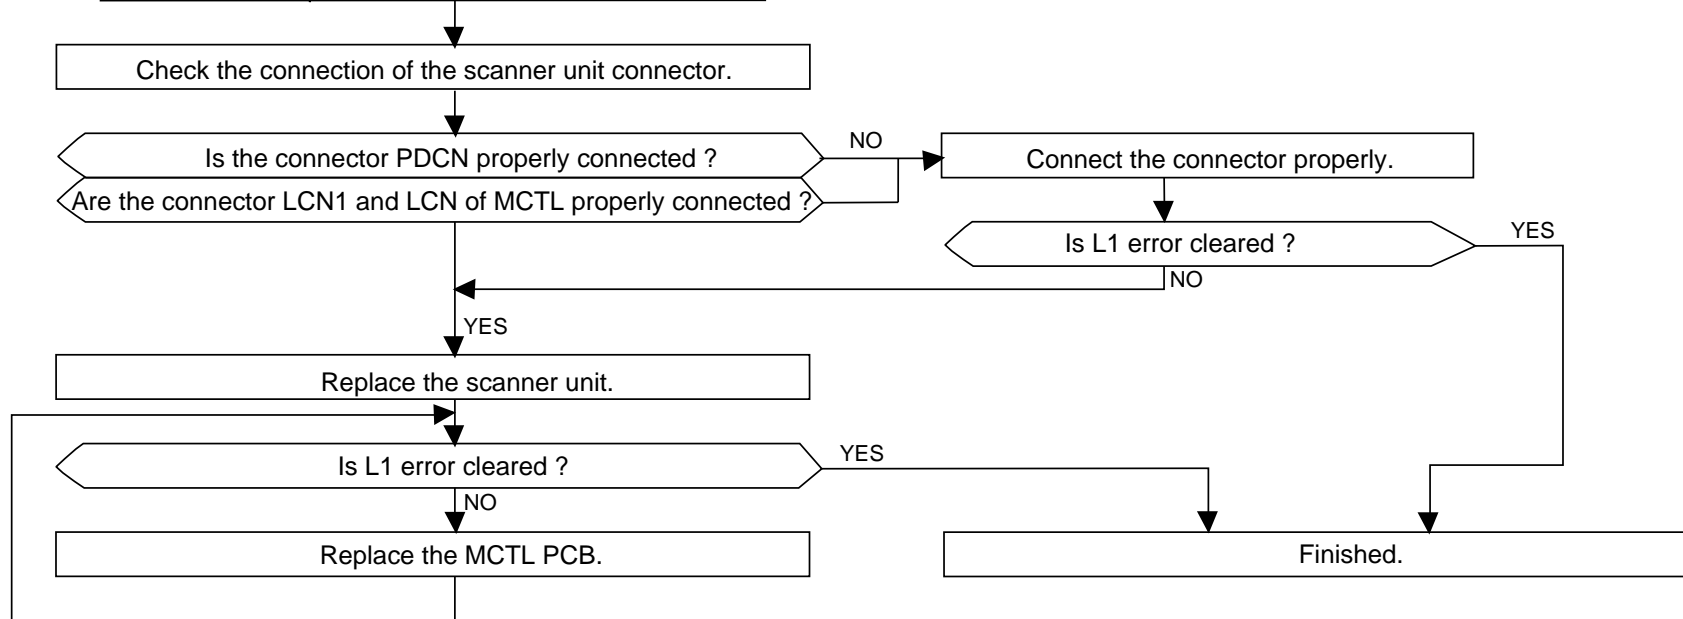 Check the connection of the scanner unit connector.
Is the connector PDCN properly connected ?
NO
Connect the connector properly.
Are the connector LCN1 and LCN of MCTL properly connected ?
Is L1 error cleared ?
YES
NO
YES
Replace the scanner unit.
Is L1 error cleared ?
YES
NO
Replace the MCTL PCB.
Finished.